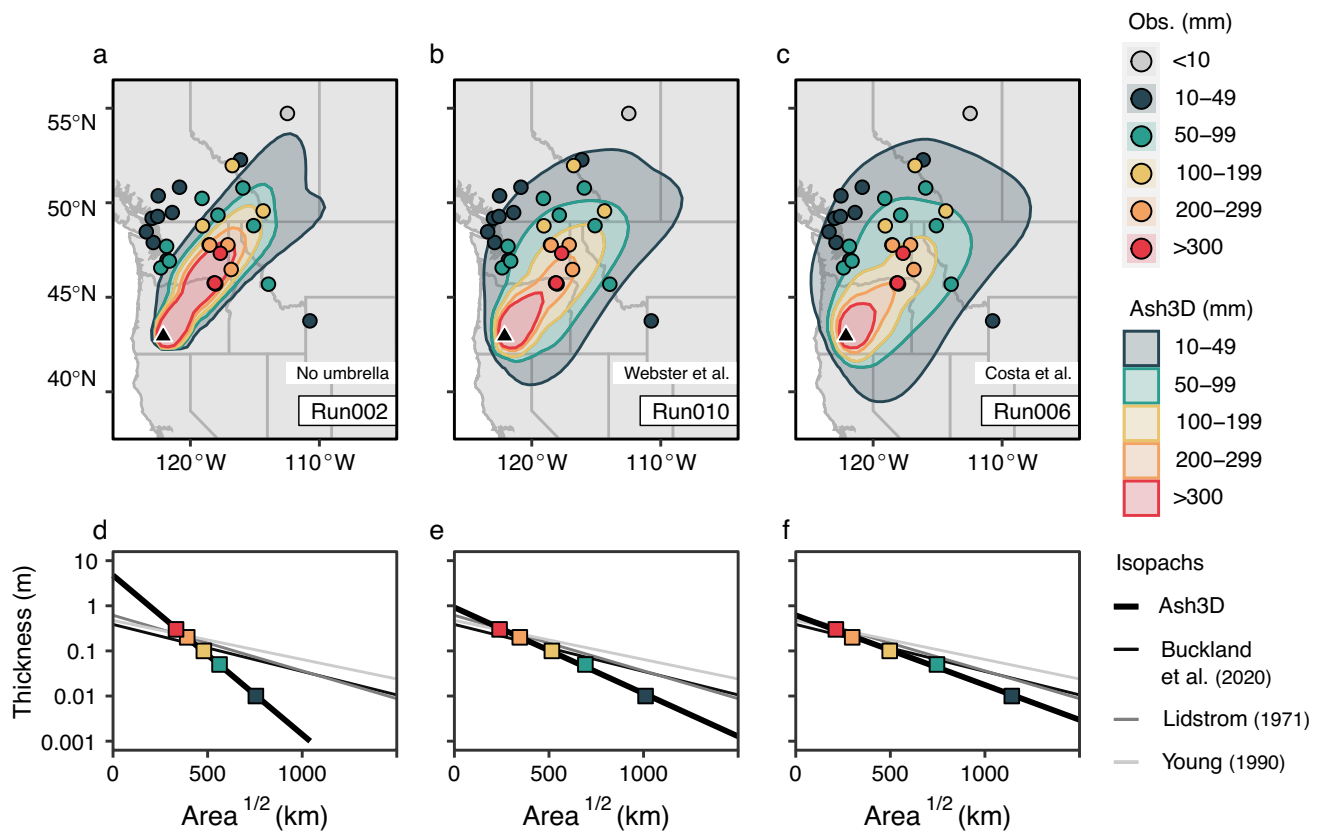 a
b
c
55°N
50°N
45°N
40°N
No umbrella
Run002
Webster et al.
Run010
Costa et al.
Run006
120°W
110°W
120°W
110°W
120°W
110°W
Obs. (mm)
<10
10–49
50–99
100–199
200–299
>300
Ash3D (mm)
10–49
50–99
100–199
200–299
>300
d
e
f
Thickness (m)
10
1
0.1
0.01
0.001
0
500
1000
0
500
1000
0
500
1000
Area 1/2 (km)
Area 1/2 (km)
Area 1/2 (km)
Isopachs
Ash3D
Buckland
et al. (2020)
Lidstrom (1971)
Young (1990)